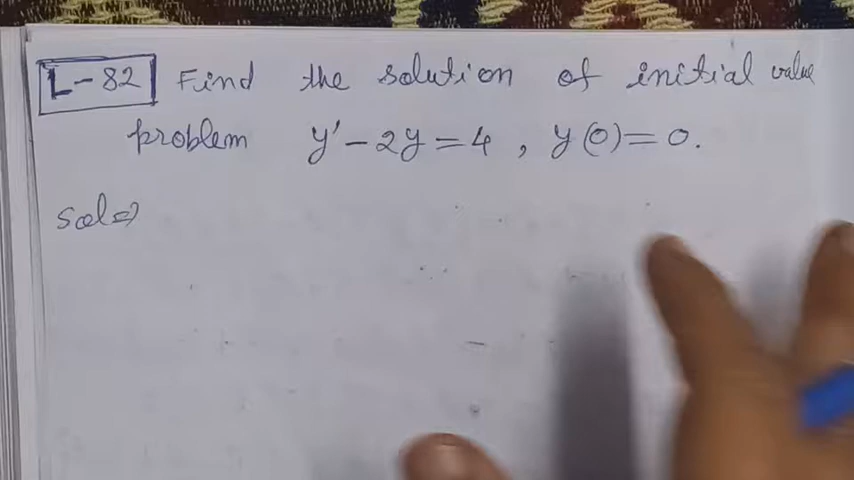 L-82 Find the solution of initial value
problem y' - 2y = 4 , y(0) = 0.
Sol⇒